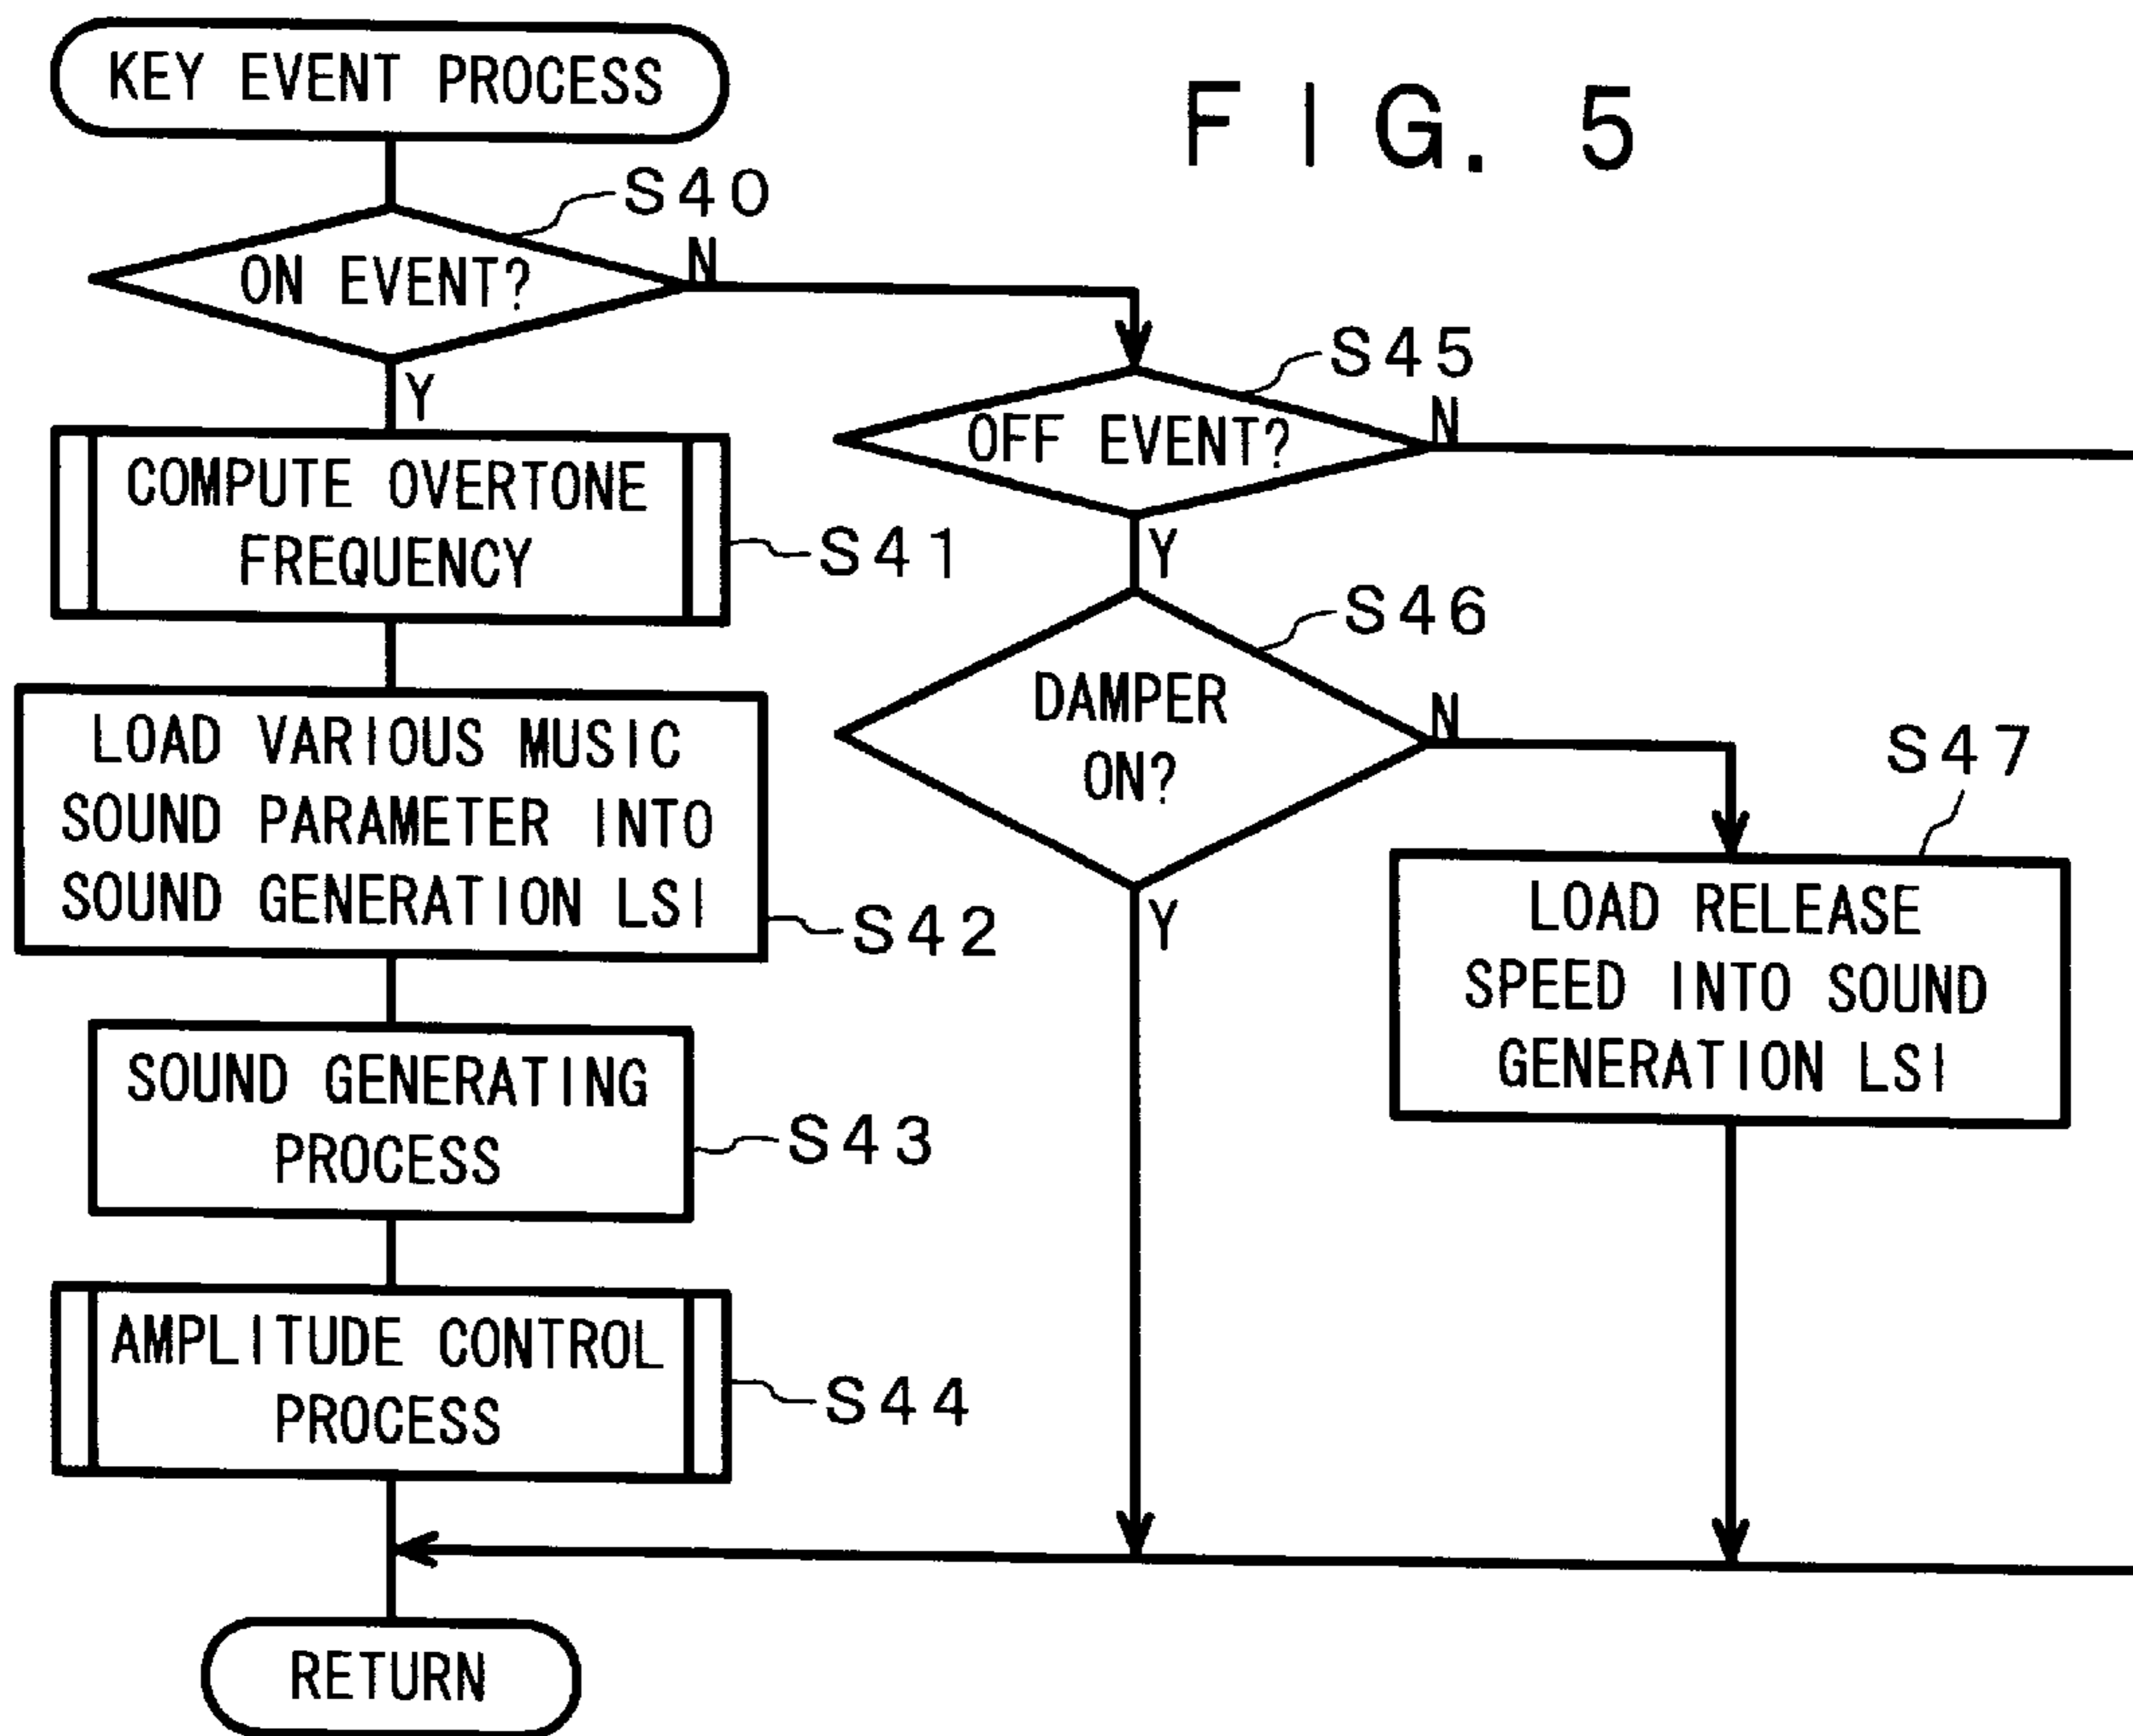 KEY EVENT PROCESS
FIG. 5
S40
ON EVENT?
N
Y
S45
OFF EVENT?
N
Y
COMPUTE OVERTONE
FREQUENCY
S41
S46
DAMPER
ON?
N
Y
LOAD VARIOUS MUSIC
SOUND PARAMETER INTO
SOUND GENERATION LSI
S42
S47
LOAD RELEASE
SPEED INTO SOUND
GENERATION LSI
SOUND GENERATING
PROCESS
S43
AMPLITUDE CONTROL
PROCESS
S44
RETURN